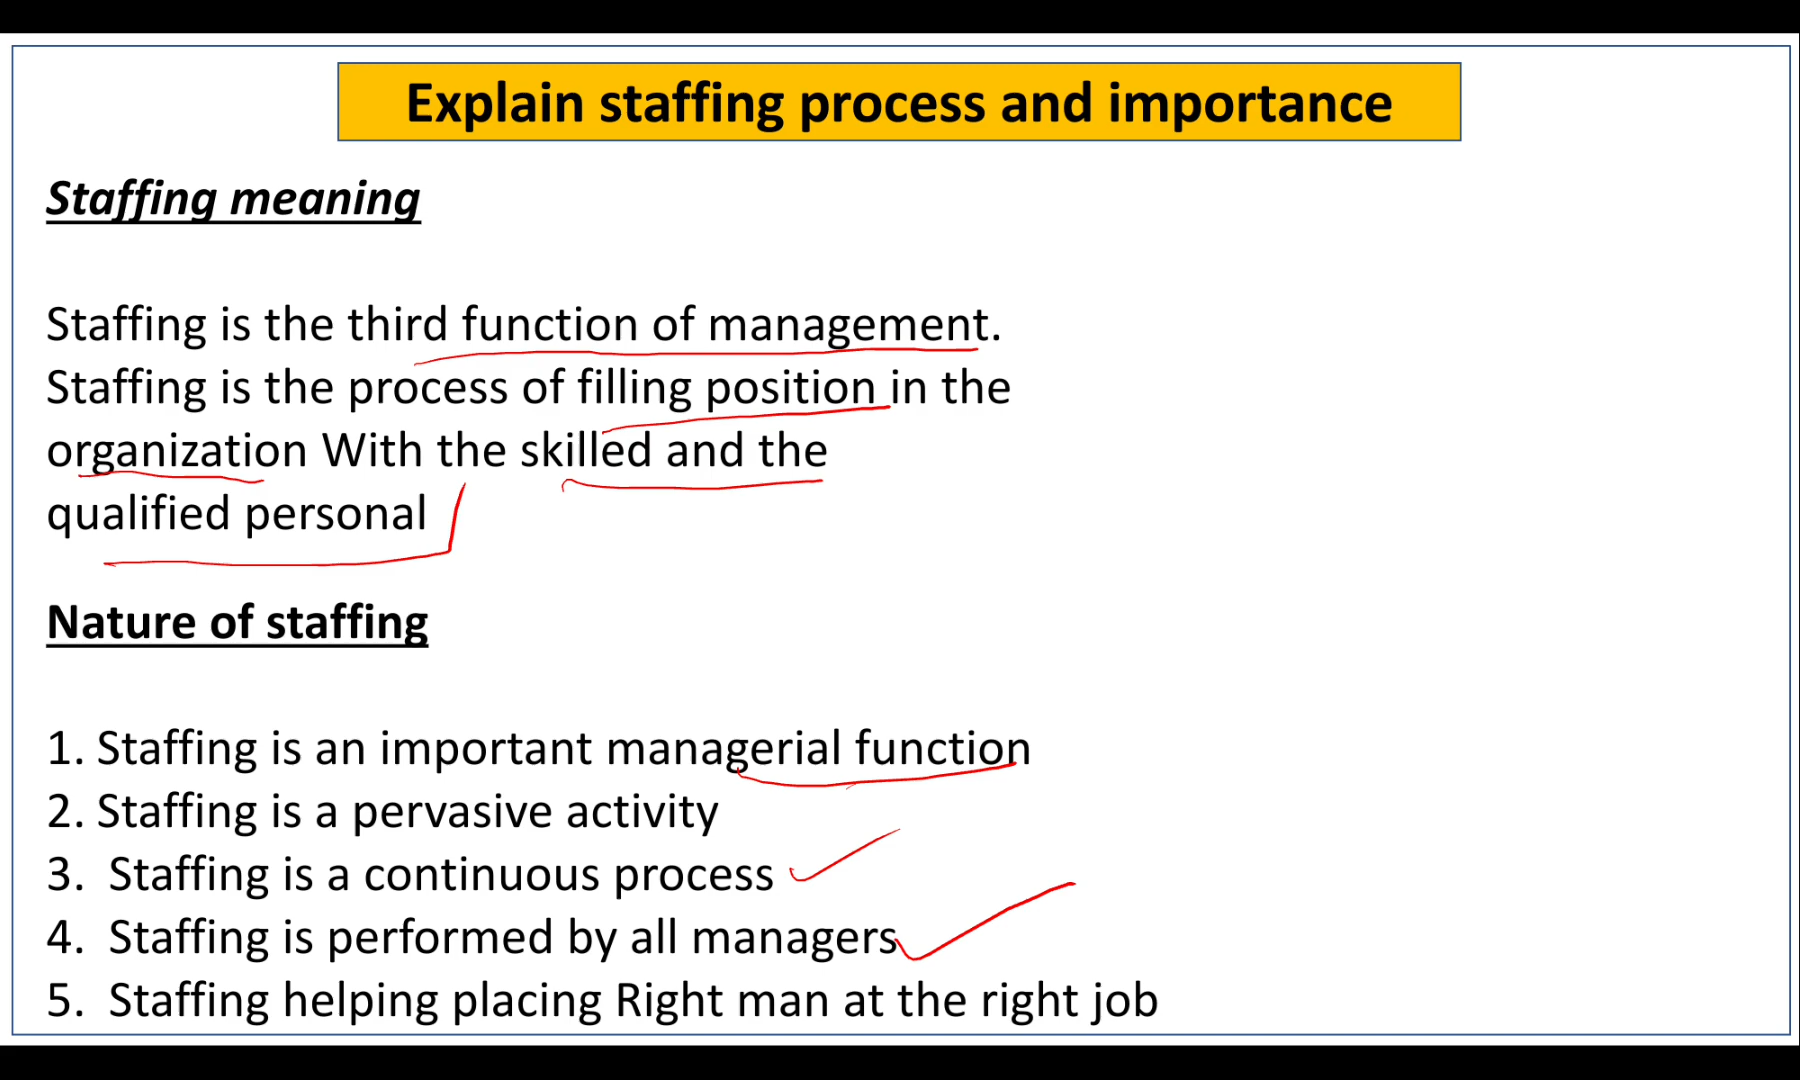 Explain staffing process and importance
Staffing meaning
Staffing is the third function of management.
Staffing is the process of filling position in the
organization With the skilled and the
qualified personal
Nature of staffing
1. Staffing is an important managerial function
2. Staffing is a pervasive activity
3. Staffing is a continuous process
4. Staffing is performed by all managers
5. Staffing helping placing Right man at the right job